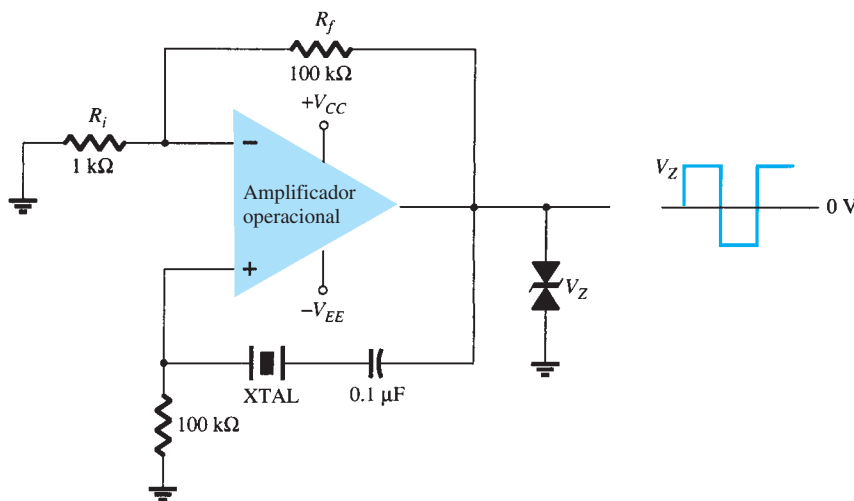 R_f
100 kΩ
+V_CC
R_i
1 kΩ
−
Amplificador
operacional
+
−V_EE
XTAL
0.1 μF
100 kΩ
V_Z
V_Z
0 V